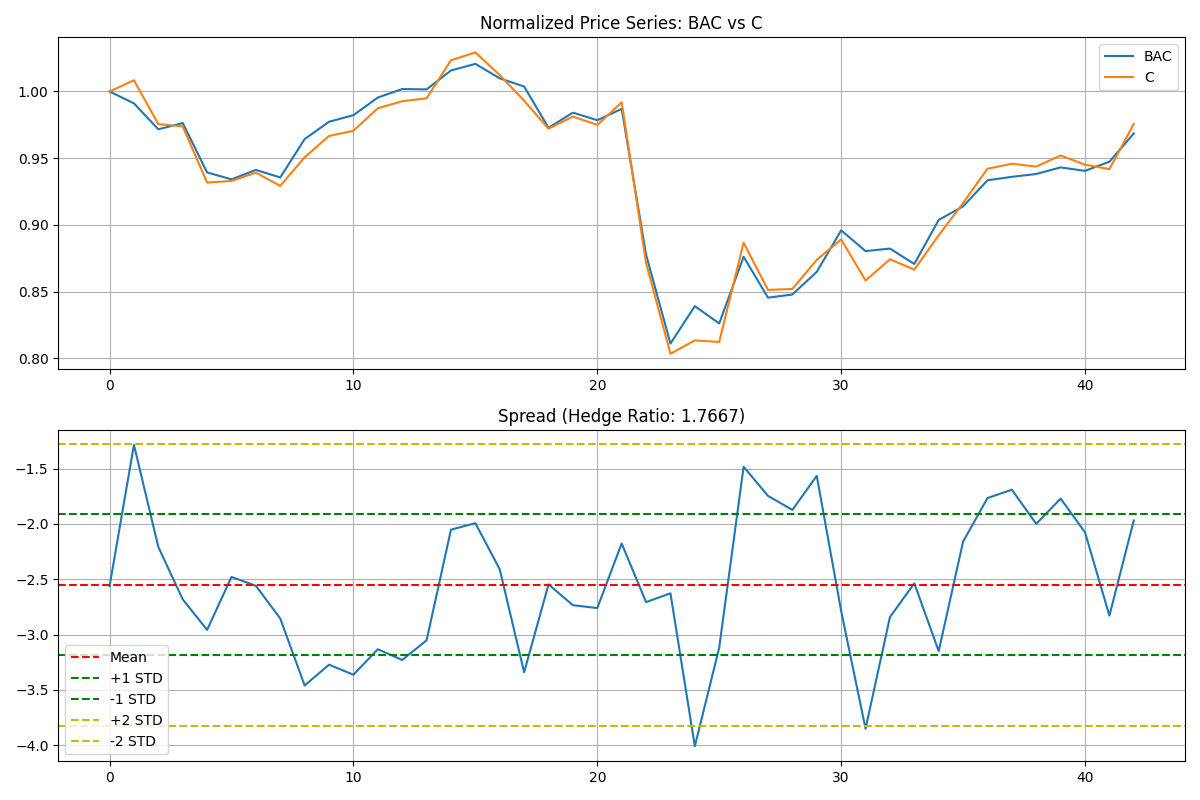 Normalized Price Series: BAC vs C
BAC
C
1.00
0.95
0.90
0.85
0.80
0 10 20 30 40
Spread (Hedge Ratio: 1.7667)
−1.5
−2.0
−2.5
−3.0
−3.5
−4.0
Mean
+1 STD
-1 STD
+2 STD
-2 STD
0 10 20 30 40